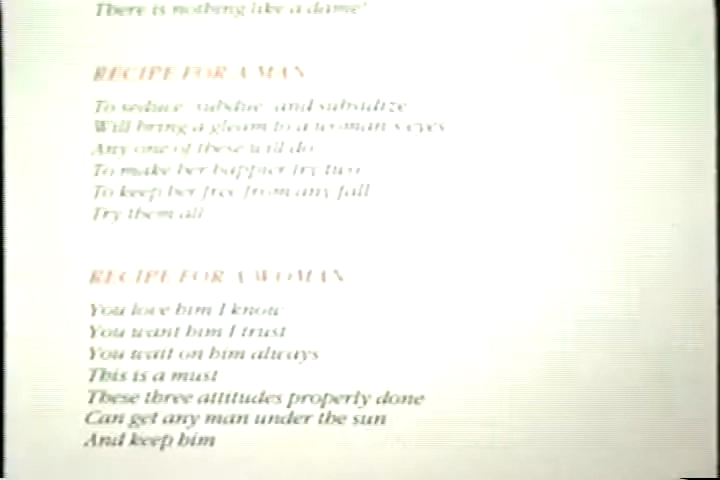 There is nothing like a dame'
RECIPE FOR A MAN
To seduce, subdue, and subsidize
Will bring a gleam to a woman's eyes
Any one of these will do
To make her happier try two
To keep her free from any fall
Try them all
RECIPE FOR A WOMAN
You love him I know
You want him I trust
You wait on him always
This is a must
These three attitudes properly done
Can get any man under the sun
And keep him